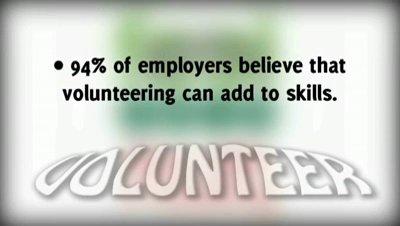 • 94% of employers believe that
volunteering can add to skills.
VOLUNTEER